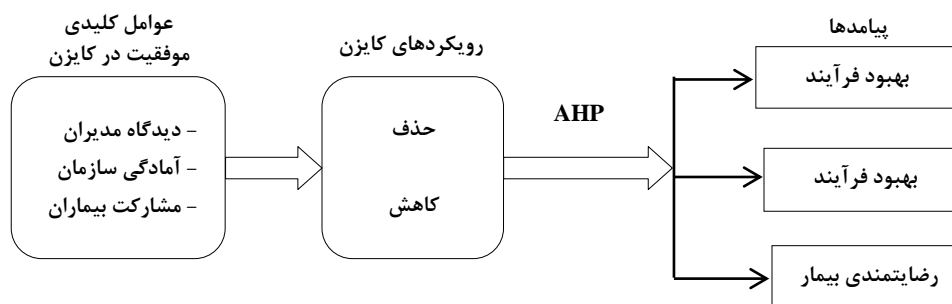 عوامل کلیدی
موفقیت در کایزن
- دیدگاه مدیران
- آمادگی سازمان
- مشارکت بیماران
رویکردهای کایزن
حذف
کاهش
AHP
پیامدها
بهبود فرآیند
بهبود فرآیند
رضایتمندی بیمار